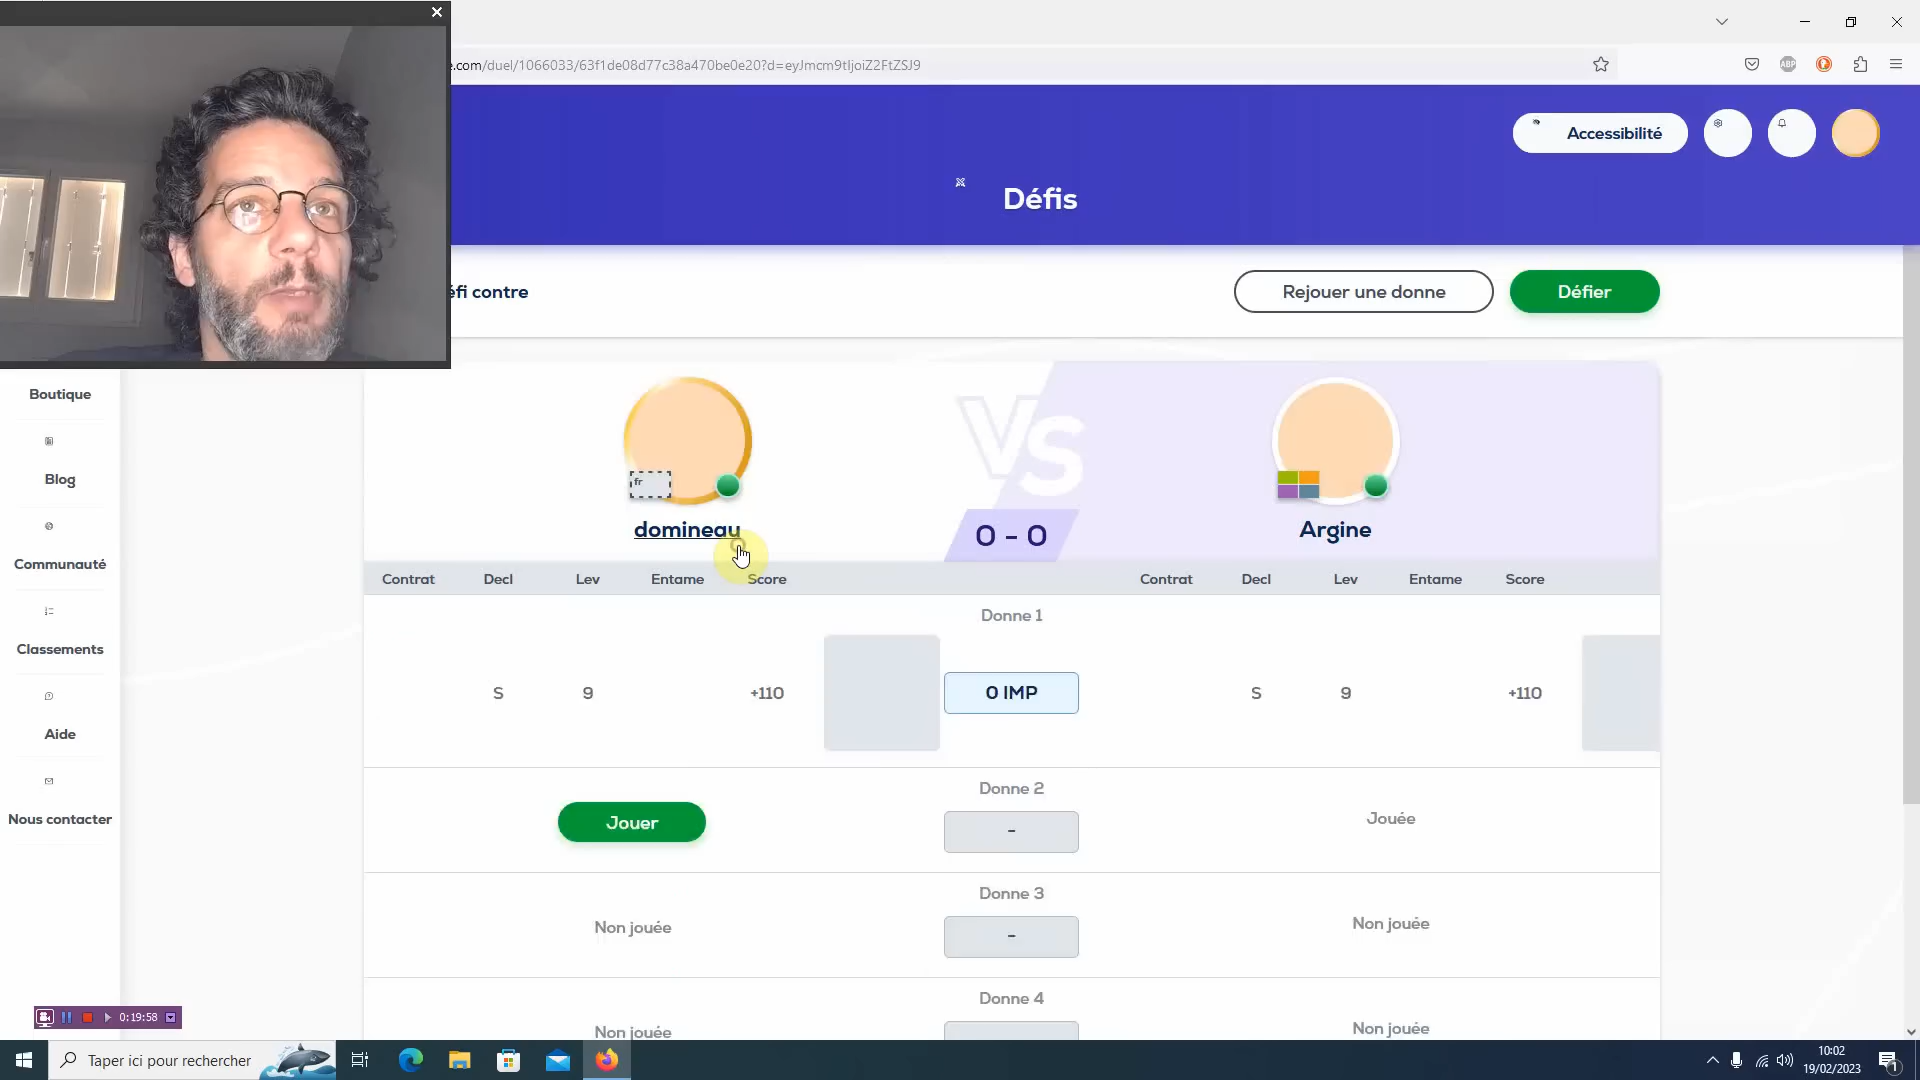 e.com/duel/1066033/63f1de08d77c38a470be0e20?d=eyJmcm9tIjoiZ2FtZSJ9
ABP
Accessibilité
Défis
éfi contre
Rejouer une donne
Défier
Boutique
Blog
Communauté
Classements
Aide
Nous contacter
VS
fr
domineau
0 - 0
Argine
Contrat Decl Lev Entame Score
Contrat Decl Lev Entame Score
Donne 1
S 9 +110
0 IMP
S 9 +110
Donne 2
Jouer
-
Jouée
Donne 3
Non jouée
-
Non jouée
Donne 4
Non jouée
Non jouée
0:19:58
Taper ici pour rechercher
10:02
19/02/2023
1